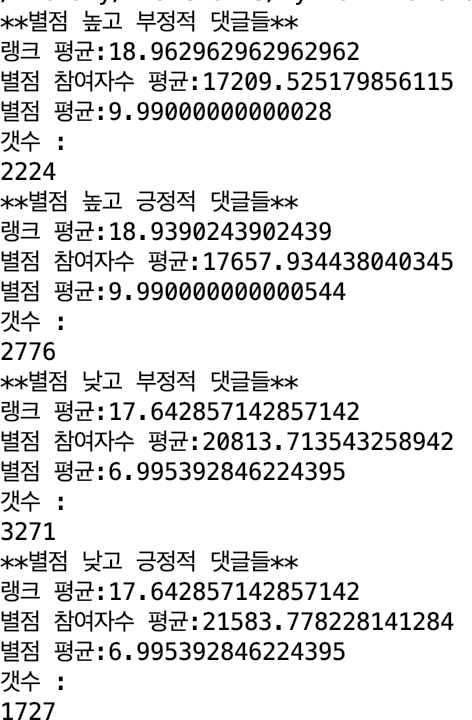 **별점 높고 부정적 댓글들**
랭크 평균:18.962962962962962
별점 참여자수 평균:17209.525179856115
별점 평균:9.99000000000028
갯수 :
2224
**별점 높고 긍정적 댓글들**
랭크 평균:18.9390243902439
별점 참여자수 평균:17657.934438040345
별점 평균:9.990000000000544
갯수 :
2776
**별점 낮고 부정적 댓글들**
랭크 평균:17.642857142857142
별점 참여자수 평균:20813.713543258942
별점 평균:6.995392846224395
갯수 :
3271
**별점 낮고 긍정적 댓글들**
랭크 평균:17.642857142857142
별점 참여자수 평균:21583.778228141284
별점 평균:6.995392846224395
갯수 :
1727